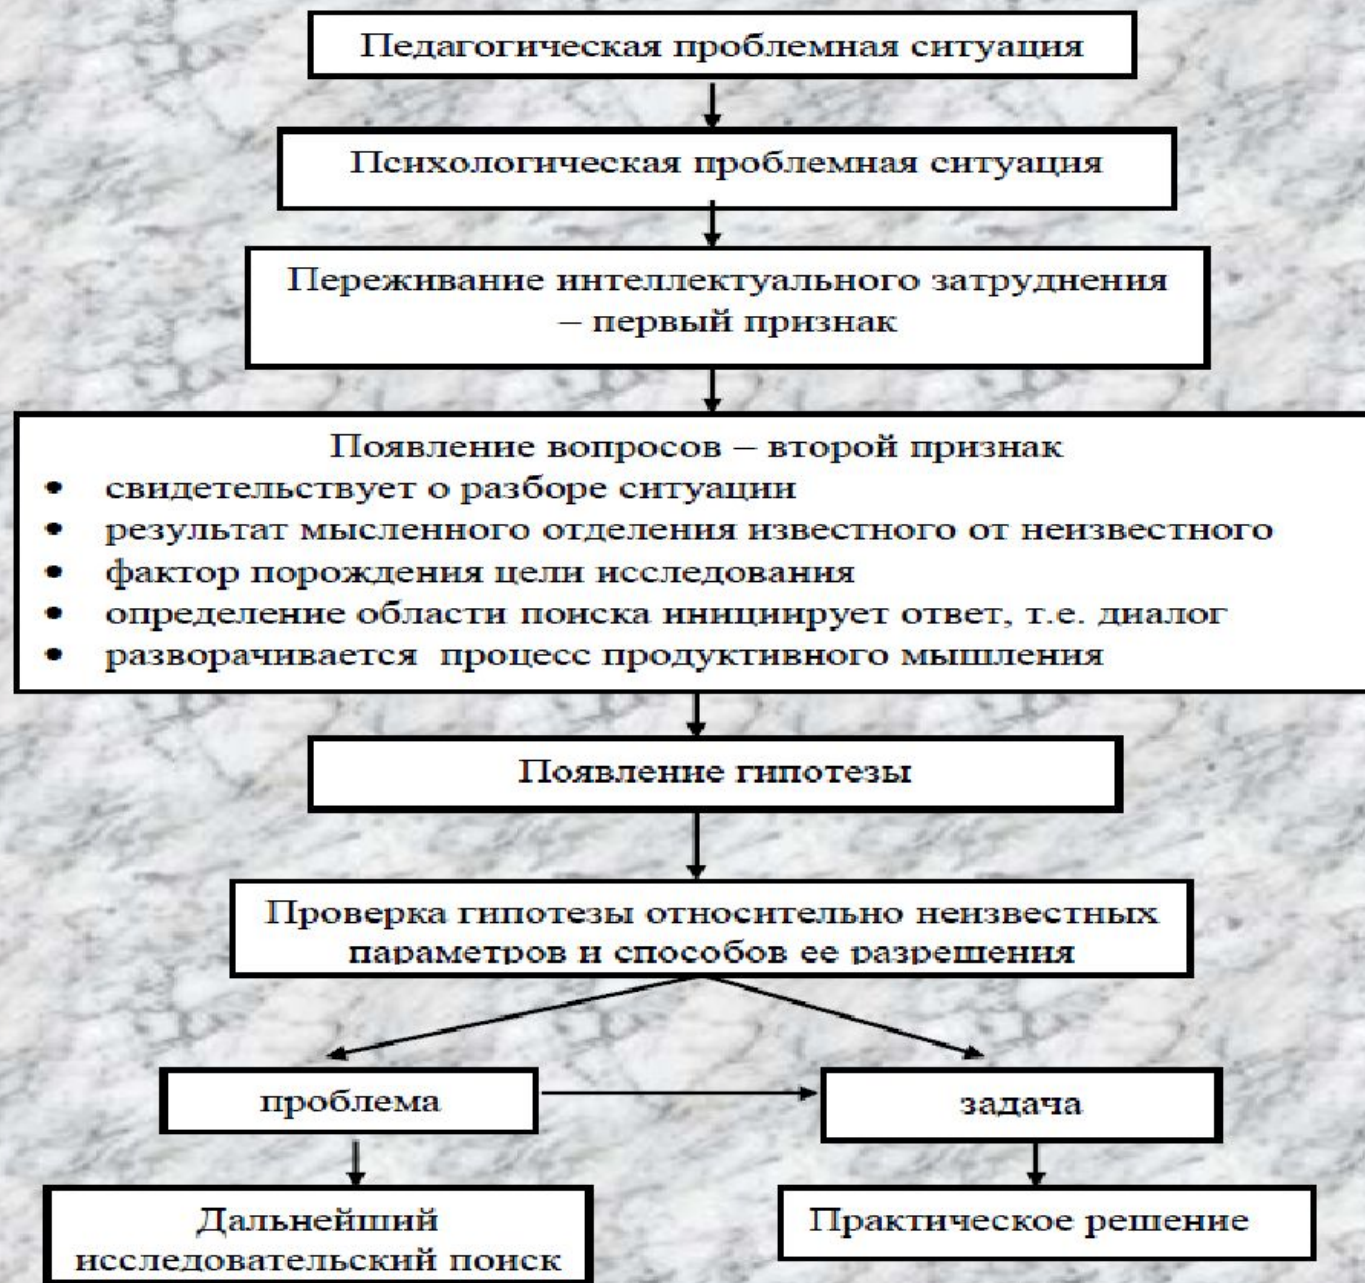 Педагогическая проблемная ситуация
Психологическая проблемная ситуация
Переживание интеллектуального затруднения
– первый признак
Появление вопросов – второй признак
• свидетельствует о разборе ситуации
• результат мысленного отделения известного от неизвестного
• фактор порождения цели исследования
• определение области поиска инициирует ответ, т.е. диалог
• разворачивается процесс продуктивного мышления
Появление гипотезы
Проверка гипотезы относительно неизвестных
параметров и способов ее разрешения
проблема
задача
Дальнейший
исследовательский поиск
Практическое решение